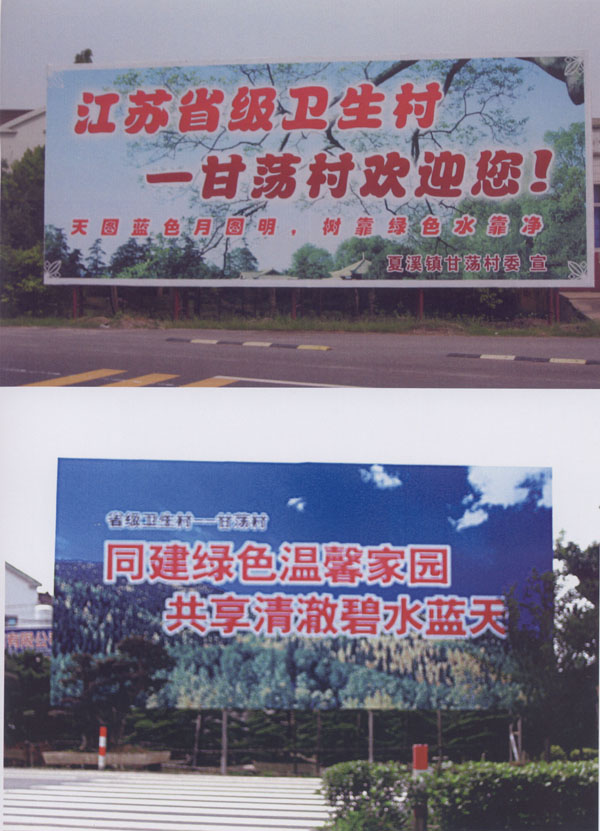 江苏省级卫生村
一甘荡村欢迎您!
天图蓝色月图明，树靠绿色水靠净
夏溪镇甘荡村委 宣
省级卫生村—甘荡村
同建绿色温馨家园
共享清澈碧水蓝天